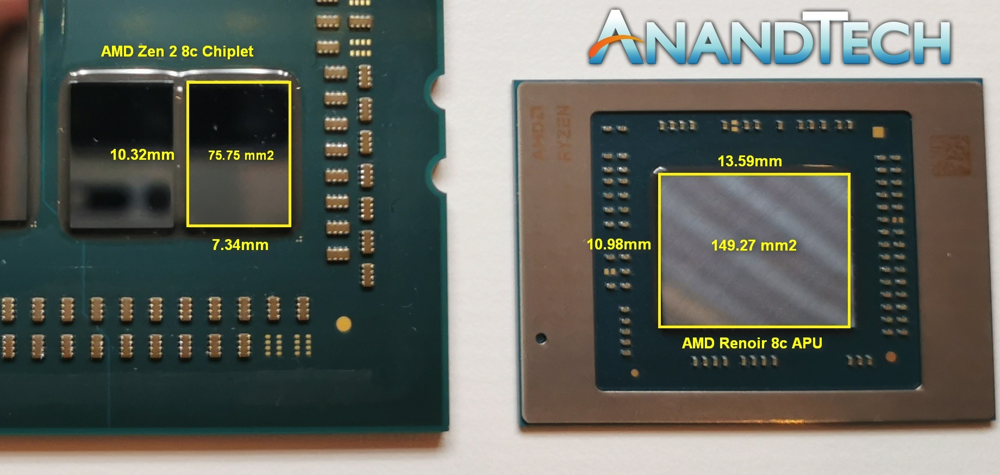 ANANDTECH
AMD Zen 2 8c Chiplet
10.32mm
75.75 mm2
7.34mm
AMD
RYZEN
13.59mm
10.98mm
149.27 mm2
AMD Renoir 8c APU